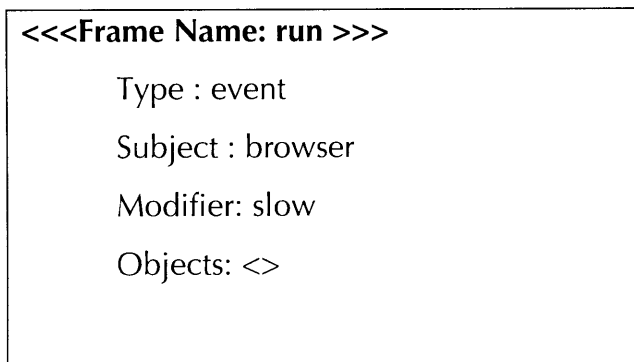 <<<Frame Name: run >>>
Type : event
Subject : browser
Modifier: slow
Objects: <>